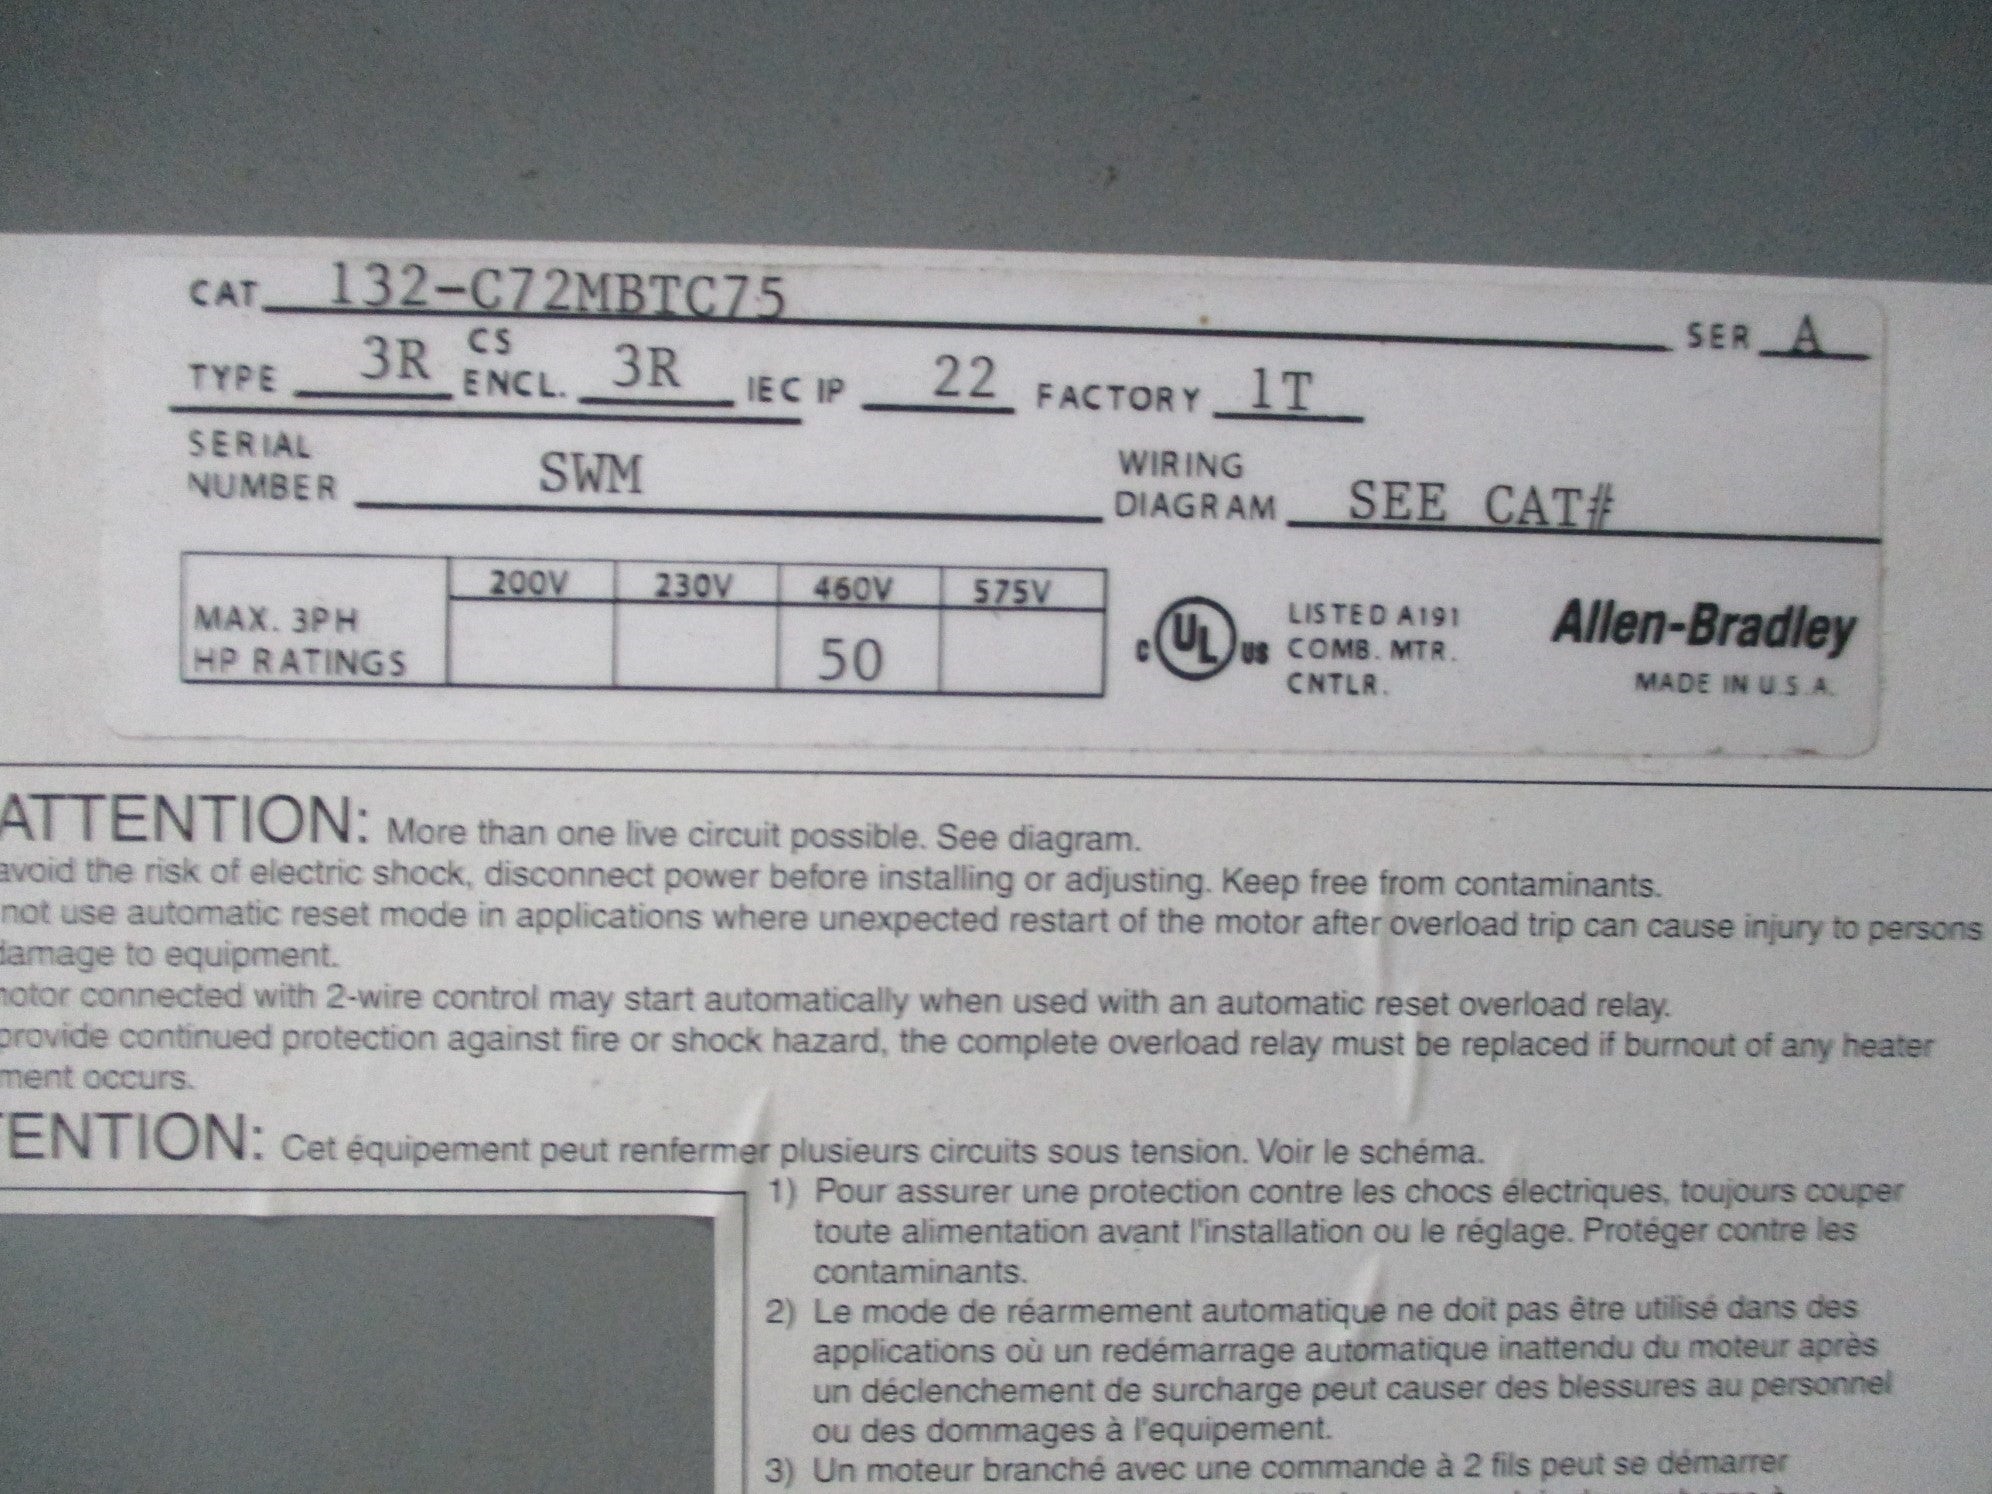 CAT 132-C72MBTC75 SER A
TYPE 3R CS ENCL. 3R IEC IP 22 FACTORY 1T
SERIAL NUMBER SWM WIRING DIAGRAM SEE CAT#
200V 230V 460V 575V
MAX. 3PH HP RATINGS 50
c UL us LISTED A191
COMB. MTR.
CNTLR.
Allen-Bradley
MADE IN U.S.A.
ATTENTION: More than one live circuit possible. See diagram.
avoid the risk of electric shock, disconnect power before installing or adjusting. Keep free from contaminants.
not use automatic reset mode in applications where unexpected restart of the motor after overload trip can cause injury to persons
damage to equipment.
motor connected with 2-wire control may start automatically when used with an automatic reset overload relay.
provide continued protection against fire or shock hazard, the complete overload relay must be replaced if burnout of any heater
ment occurs.
TENTION: Cet équipement peut renfermer plusieurs circuits sous tension. Voir le schéma.
1) Pour assurer une protection contre les chocs électriques, toujours couper
toute alimentation avant l'installation ou le réglage. Protéger contre les
contaminants.
2) Le mode de réarmement automatique ne doit pas être utilisé dans des
applications où un redémarrage automatique inattendu du moteur après
un déclenchement de surcharge peut causer des blessures au personnel
ou des dommages à l'equipement.
3) Un moteur branché avec une commande à 2 fils peut se démarrer